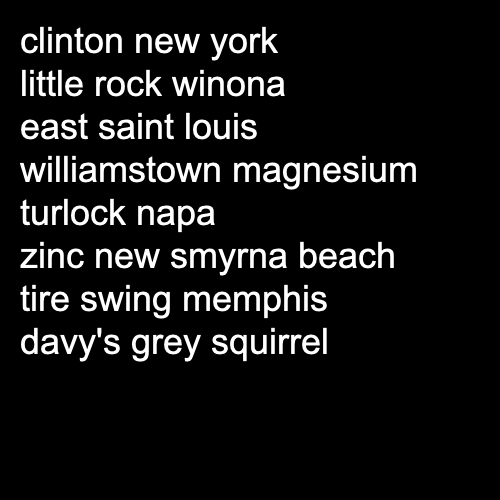 clinton new york
little rock winona
east saint louis
williamstown magnesium
turlock napa
zinc new smyrna beach
tire swing memphis
davy's grey squirrel